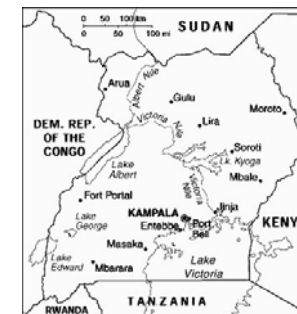 0 50 100 km
0 50 100 mi
SUDAN
Arua
Albert Nile
Gulu
Moroto
Lira
DEM. REP.
OF THE
CONGO
Victoria Nile
Soroti
Lk. Kyoga
Lake
Albert
Mbale
Victoria Nile
Fort Portal
KAMPALA
Jinja
Lake
George
Entebbe
Port
Bell
KENY
Masaka
Lake
Edward
Mbarara
Lake
Victoria
RWANDA
TANZANIA